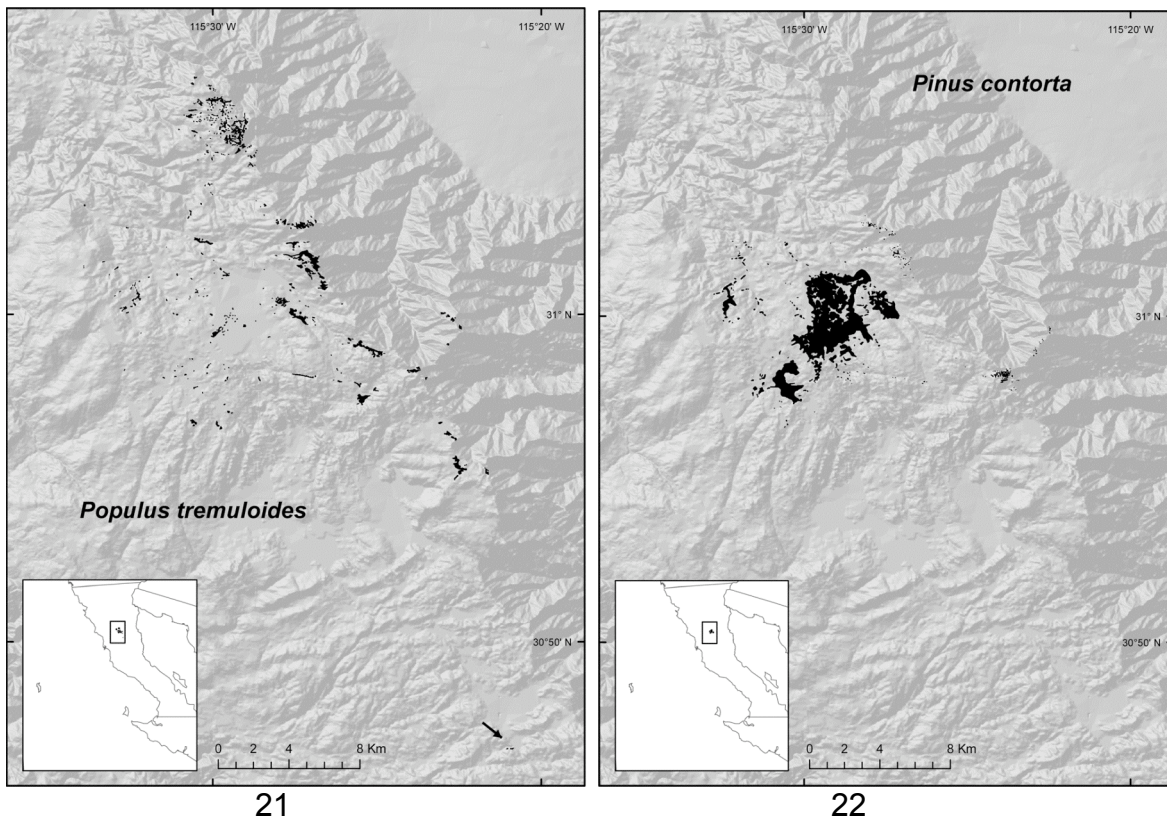 115°30' W
115°20' W
31° N
Populus tremuloides
30°50' N
0 2 4 8 Km
21
115°30' W
115°20' W
Pinus contorta
31° N
30°50' N
0 2 4 8 Km
22